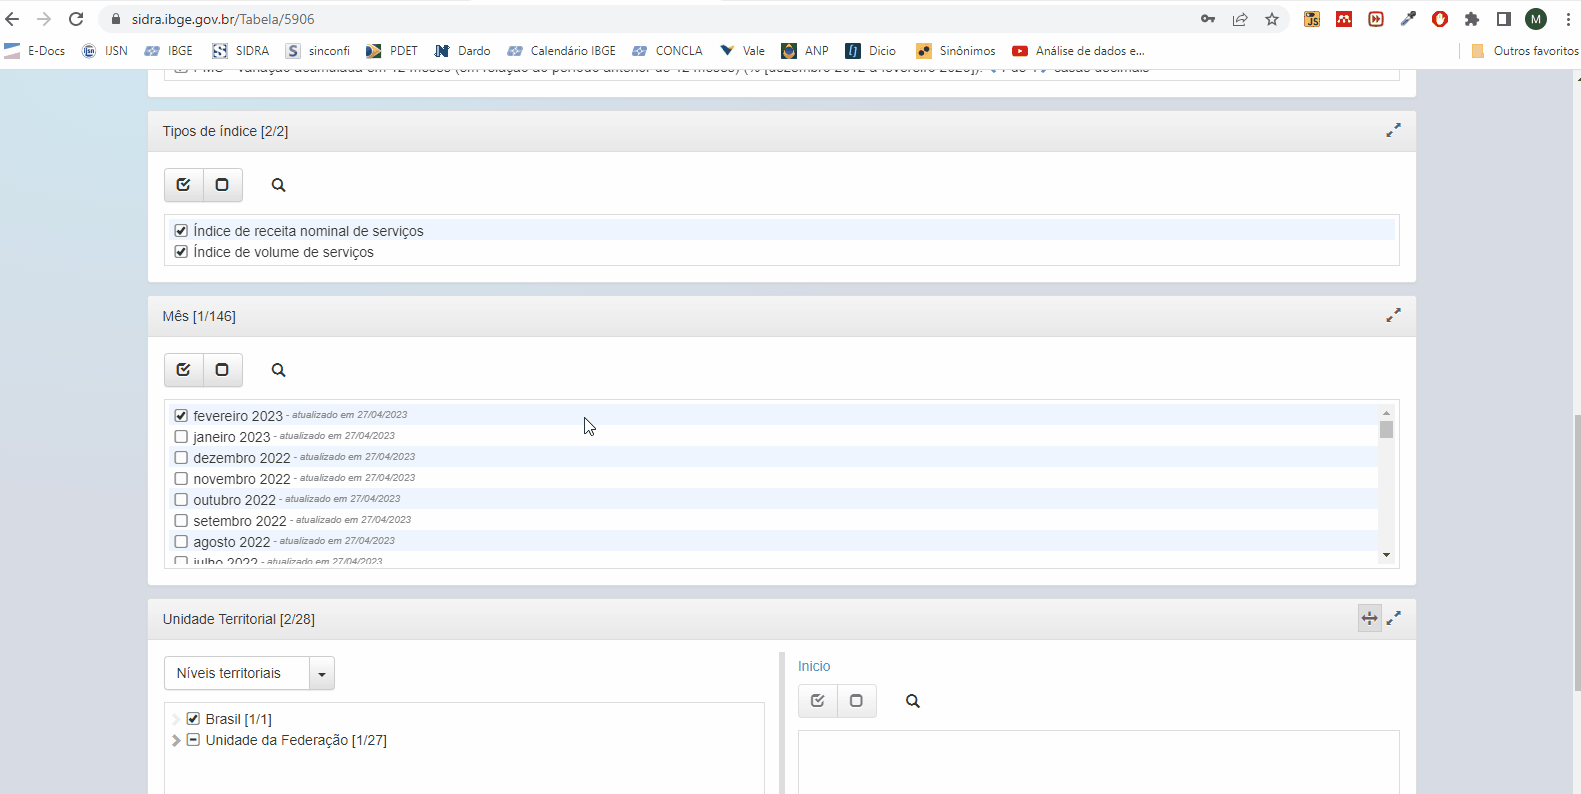 sidra.ibge.gov.br/Tabela/5906
M
E-Docs IJSN IBGE SIDRA sinconfi PDET Dardo Calendário IBGE CONCLA Vale ANP Dicio Sinônimos Análise de dados e... Outros favoritos
Tipos de índice [2/2]
Índice de receita nominal de serviços
Índice de volume de serviços
Mês [1/146]
fevereiro 2023 - atualizado em 27/04/2023
janeiro 2023 - atualizado em 27/04/2023
dezembro 2022 - atualizado em 27/04/2023
novembro 2022 - atualizado em 27/04/2023
outubro 2022 - atualizado em 27/04/2023
setembro 2022 - atualizado em 27/04/2023
agosto 2022 - atualizado em 27/04/2023
julho 2022 - atualizado em 27/04/2023
Unidade Territorial [2/28]
Níveis territoriais
Inicio
Brasil [1/1]
Unidade da Federação [1/27]